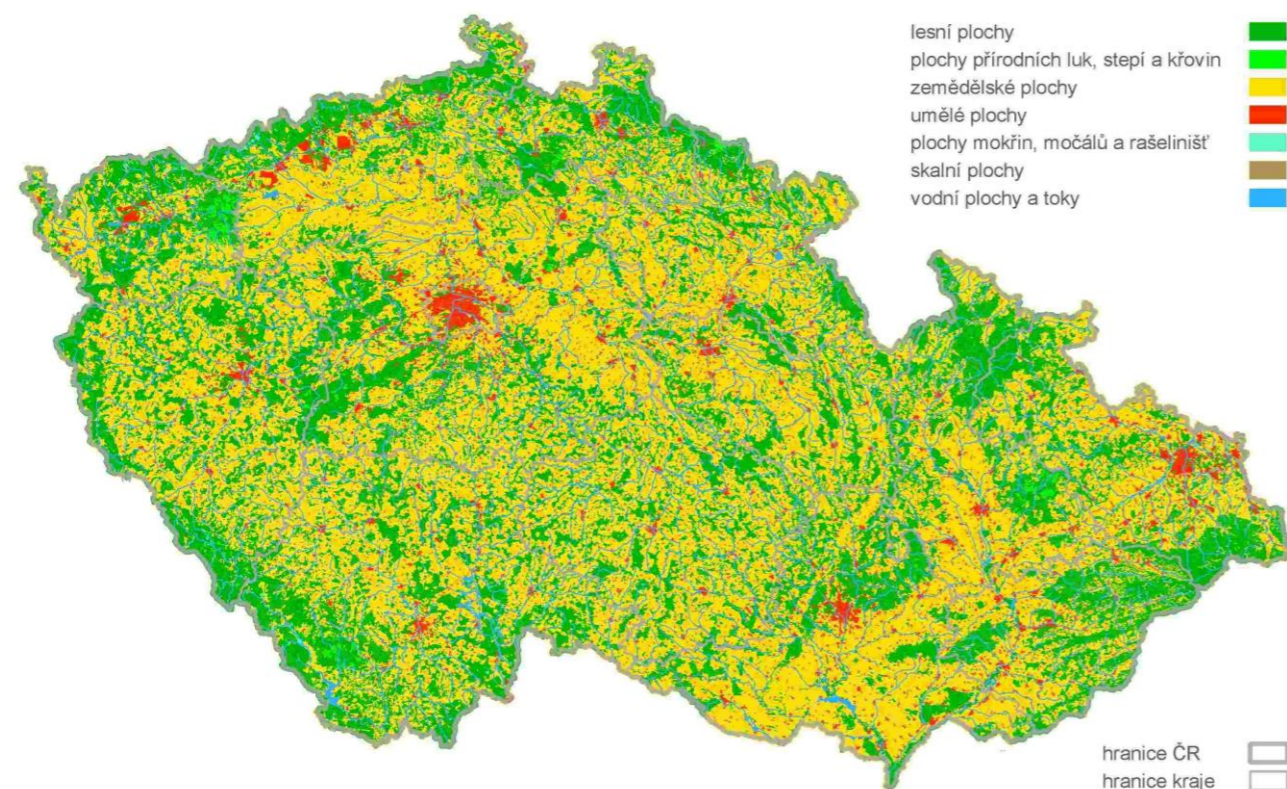 lesní plochy
plochy přírodních luk, stepí a křovin
zemědělské plochy
umělé plochy
plochy mokřin, močálů a rašelinišť
skalní plochy
vodní plochy a toky
hranice ČR
hranice kraje